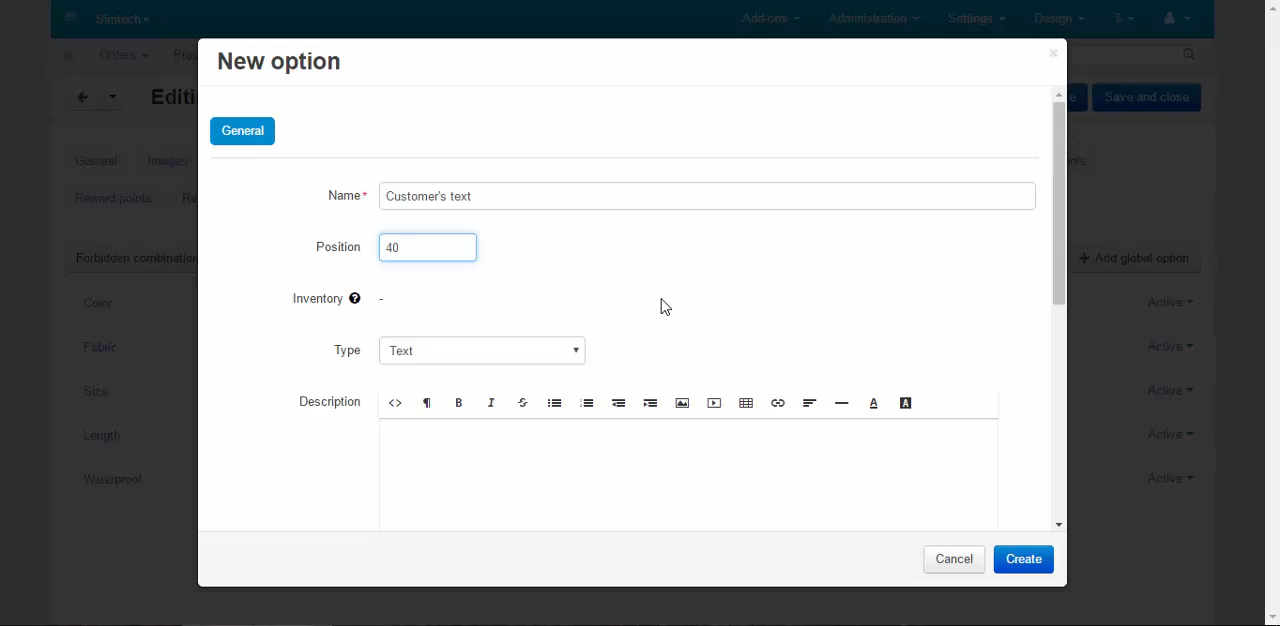 Simtech
Add-ons
Administration
Settings
Design
$
Orders
New option
Save and close
General
General
Images
Reward points
Name*
Customer's text
Position
40
Forbidden combination
+ Add global option
Inventory
-
Color
Active
Type
Text
Fabric
Active
Description
Size
Active
Length
Active
Waterproof
Active
Cancel
Create